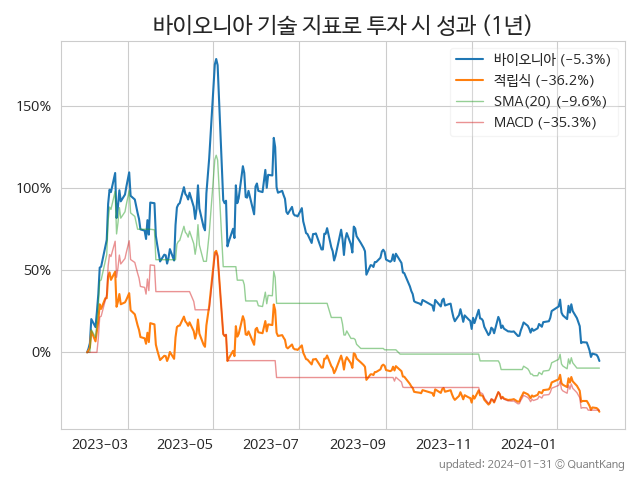 바이오니아 기술 지표로 투자 시 성과 (1년)
바이오니아 (−5.3%)
적립식 (−36.2%)
SMA(20) (−9.6%)
MACD (−35.3%)
150%
100%
50%
0%
2023-03 2023-05 2023-07 2023-09 2023-11 2024-01
updated: 2024-01-31 © QuantKang